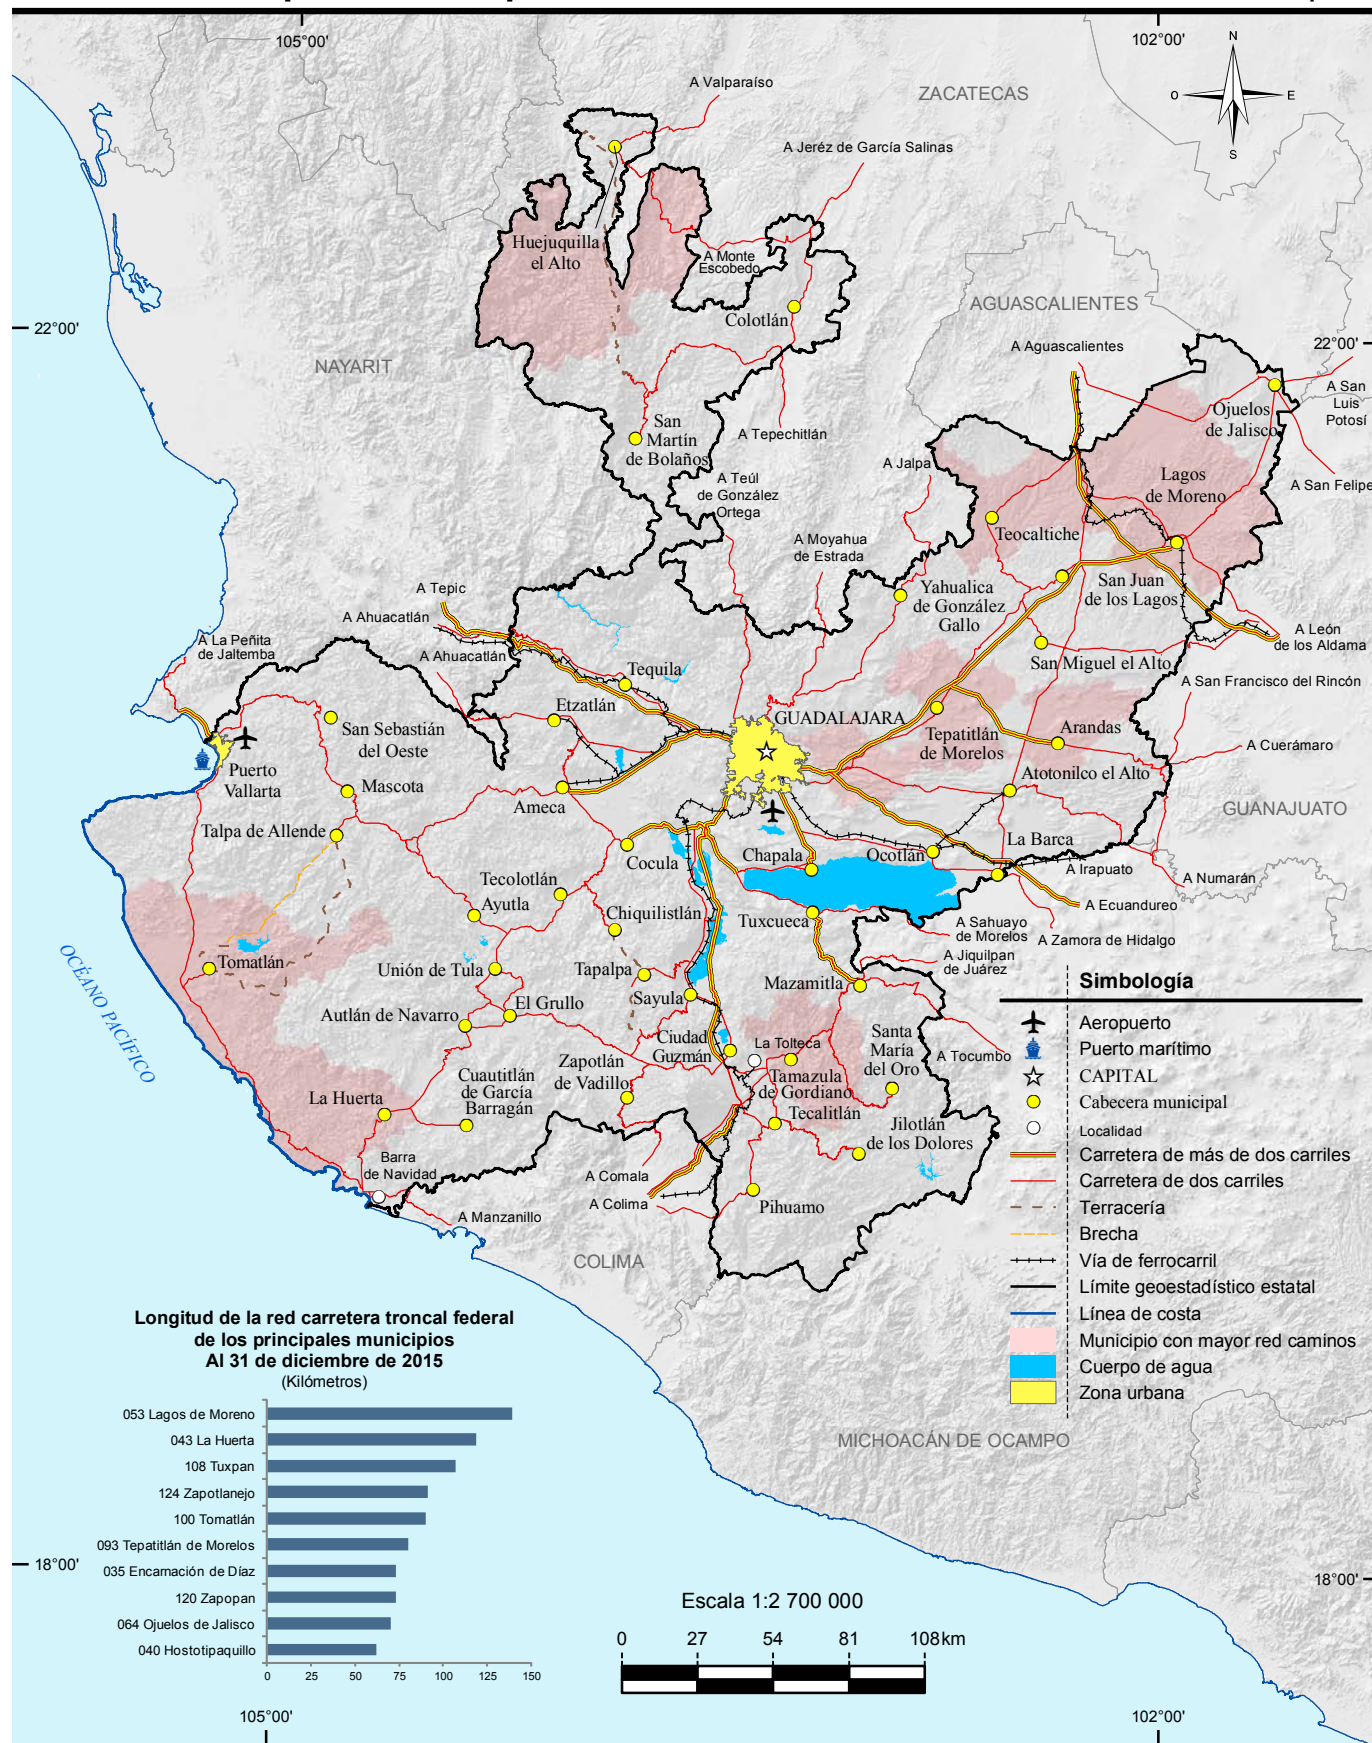 105°00'
102°00'
N
O
E
S
A Valparaíso
ZACATECAS
A Jeréz de García Salinas
Huejuquilla
el Alto
A Monte
Escobedo
Colotlán
AGUASCALIENTES
22°00'
22°00'
NAYARIT
A Aguascalientes
A San
Luis
Potosí
Ojuelos
de Jalisco
San
Martín
de Bolaños
A Tepechitlán
A Jalpa
Lagos
de Moreno
A San Felipe
A Teúl
de González
Ortega
Teocaltiche
A Moyahua
de Estrada
Yahualica
de González
Gallo
San Juan
de los Lagos
A Tepic
A Ahuacatlán
A León
de los Aldama
A La Peñita
de Jaltemba
A Ahuacatlán
San Miguel el Alto
Tequila
A San Francisco del Rincón
Etzatlán
GUADALAJARA
San Sebastián
del Oeste
Tepatitlán
de Morelos
Arandas
A Cuerámaro
Puerto
Vallarta
Mascota
Ameca
Atotonilco el Alto
GUANAJUATO
Talpa de Allende
La Barca
Cocula
Chapala
Ocotlán
A Irapuato
A Numarán
Tecolotlán
Ayutla
Chiquilistlán
Tuxcueca
A Ecuandureo
A Sahuayo
de Morelos
A Zamora de Hidalgo
OCÉANO PACÍFICO
Tomatlán
Unión de Tula
Tapalpa
A Jiquilpan
de Juárez
Mazamitla
Sayula
El Grullo
Autlán de Navarro
Ciudad
Guzmán
La Tolteca
Santa
María
del Oro
A Tocumbo
Zapotlán
de Vadillo
Tamazula
de Gordiano
Cuautitlán
de García
Barragán
La Huerta
Tecalitlán
Jilotlán
de los Dolores
Barra
de Navidad
A Comala
A Colima
Pihuamo
A Manzanillo
COLIMA
MICHOACÁN DE OCAMPO
Simbología
Aeropuerto
Puerto marítimo
CAPITAL
Cabecera municipal
Localidad
Carretera de más de dos carriles
Carretera de dos carriles
Terracería
Brecha
Vía de ferrocarril
Límite geoestadístico estatal
Línea de costa
Municipio con mayor red caminos
Cuerpo de agua
Zona urbana
Longitud de la red carretera troncal federal
de los principales municipios
Al 31 de diciembre de 2015
(Kilómetros)
053 Lagos de Moreno
043 La Huerta
108 Tuxpan
124 Zapotlanejo
100 Tomatlán
093 Tepatitlán de Morelos
035 Encarnación de Díaz
120 Zapopan
064 Ojuelos de Jalisco
040 Hostotipaquillo
0 25 50 75 100 125 150
18°00'
18°00'
Escala 1:2 700 000
0 27 54 81 108 km
105°00'
102°00'